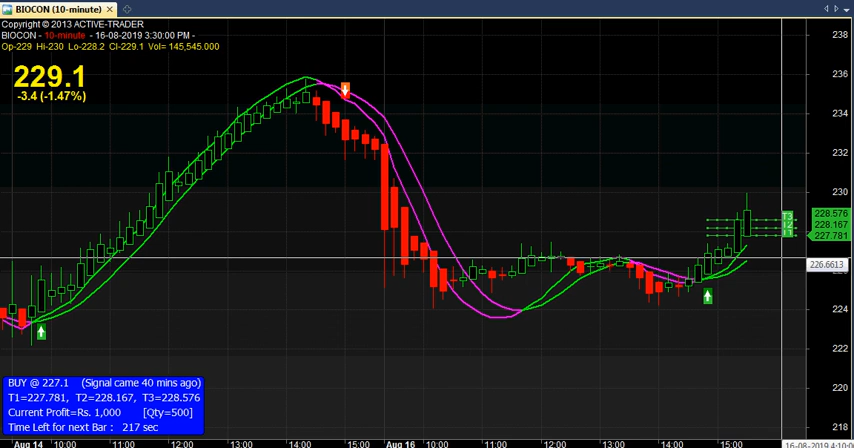 BIOCON (10-minute)
Copyright © 2013 ACTIVE-TRADER
BIOCON - 10-minute - 16-08-2019 3:30:00 PM -
Op-229 Hi-230 Lo-228.2 Cl-229.1 Vol= 145,545.000
229.1
-3.4 (-1.47%)
238
236
234
232
230
T3
228.576
T2
228.167
T1
227.781
226.6613
224
222
220
218
BUY @ 227.1 (Signal came 40 mins ago)
T1=227.781, T2=228.167, T3=228.576
Current Profit=Rs. 1,000 [Qty=500]
Time Left for next Bar : 217 sec
Aug 14 10:00 11:00 12:00 13:00 14:00 15:00 Aug 16 10:00 11:00 12:00 13:00 14:00 15:00 16-08-2019 4:10:0